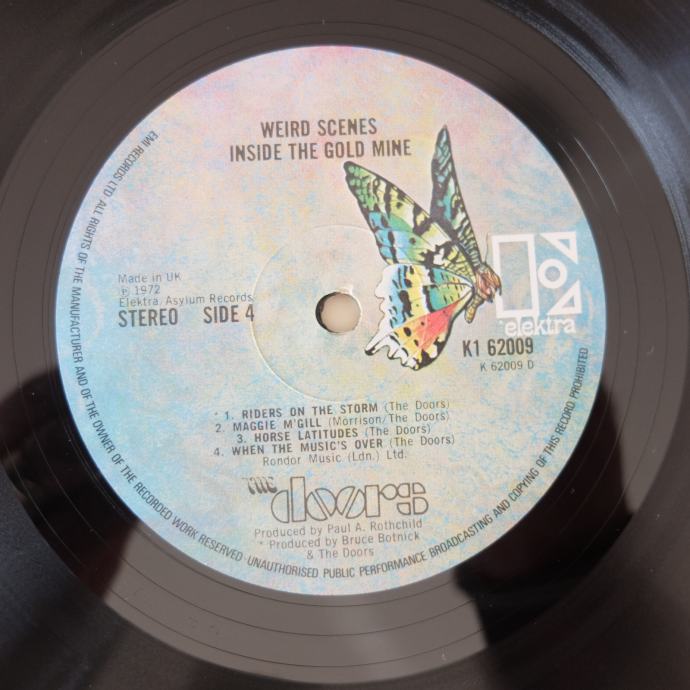 WEIRD SCENES
INSIDE THE GOLD MINE
Made in UK
℗ 1972
Elektra, Asylum Records,
STEREO SIDE 4
elektra
K1 62009
K 62009 D
* 1. RIDERS ON THE STORM (The Doors)
2. MAGGIE M'GILL (Morrison/The Doors)
3. HORSE LATITUDES (The Doors)
4. WHEN THE MUSIC'S OVER (The Doors)
Rondor Music (Ldn.) Ltd.
THE
doors
Produced by Paul A. Rothchild
* Produced by Bruce Botnick
& The Doors
EMI RECORDS LTD ALL RIGHTS OF THE MANUFACTURER AND OF THE OWNER OF THE RECORDED WORK RESERVED UNAUTHORISED PUBLIC PERFORMANCE BROADCASTING AND COPYING OF THIS RECORD PROHIBITED